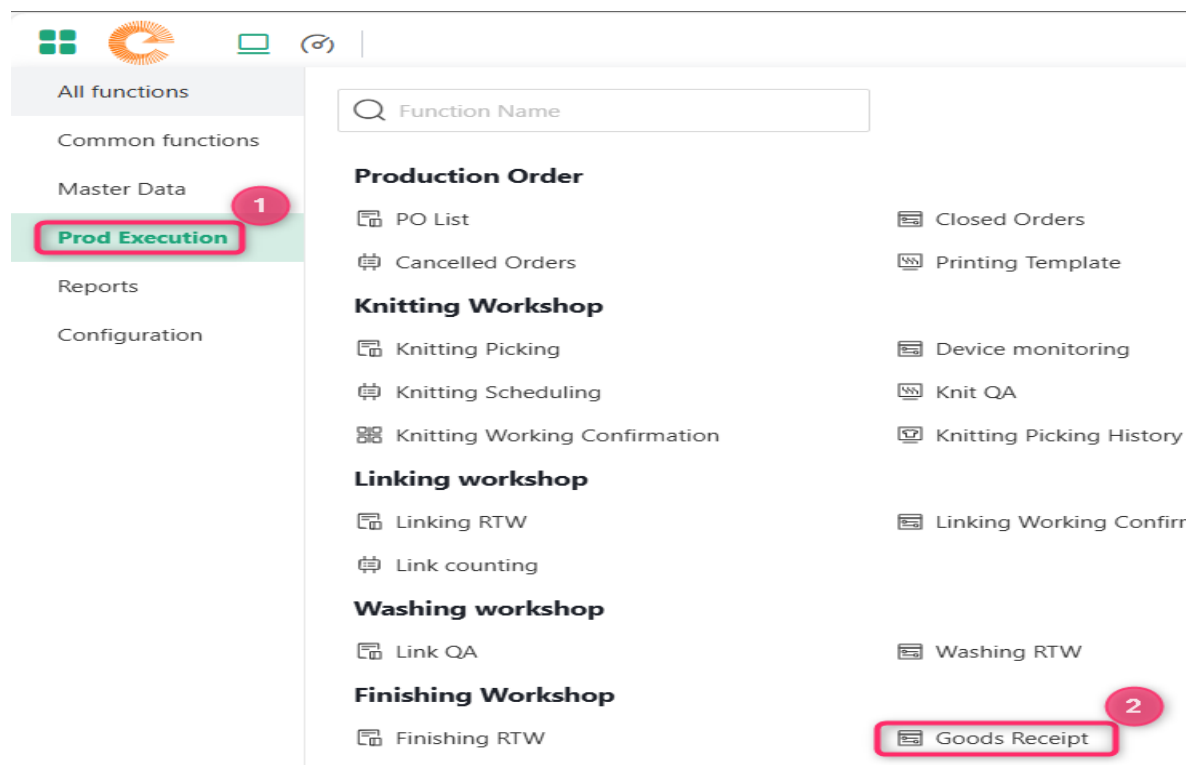 All functions
Common functions
Master Data
1
Prod Execution
Reports
Configuration
Function Name
Production Order
PO List
Closed Orders
Cancelled Orders
Printing Template
Knitting Workshop
Knitting Picking
Device monitoring
Knitting Scheduling
Knit QA
Knitting Working Confirmation
Knitting Picking History
Linking workshop
Linking RTW
Linking Working Confirm
Link counting
Washing workshop
Link QA
Washing RTW
Finishing Workshop
2
Finishing RTW
Goods Receipt